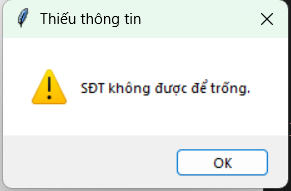 Thiếu thông tin
SĐT không được để trống.
OK